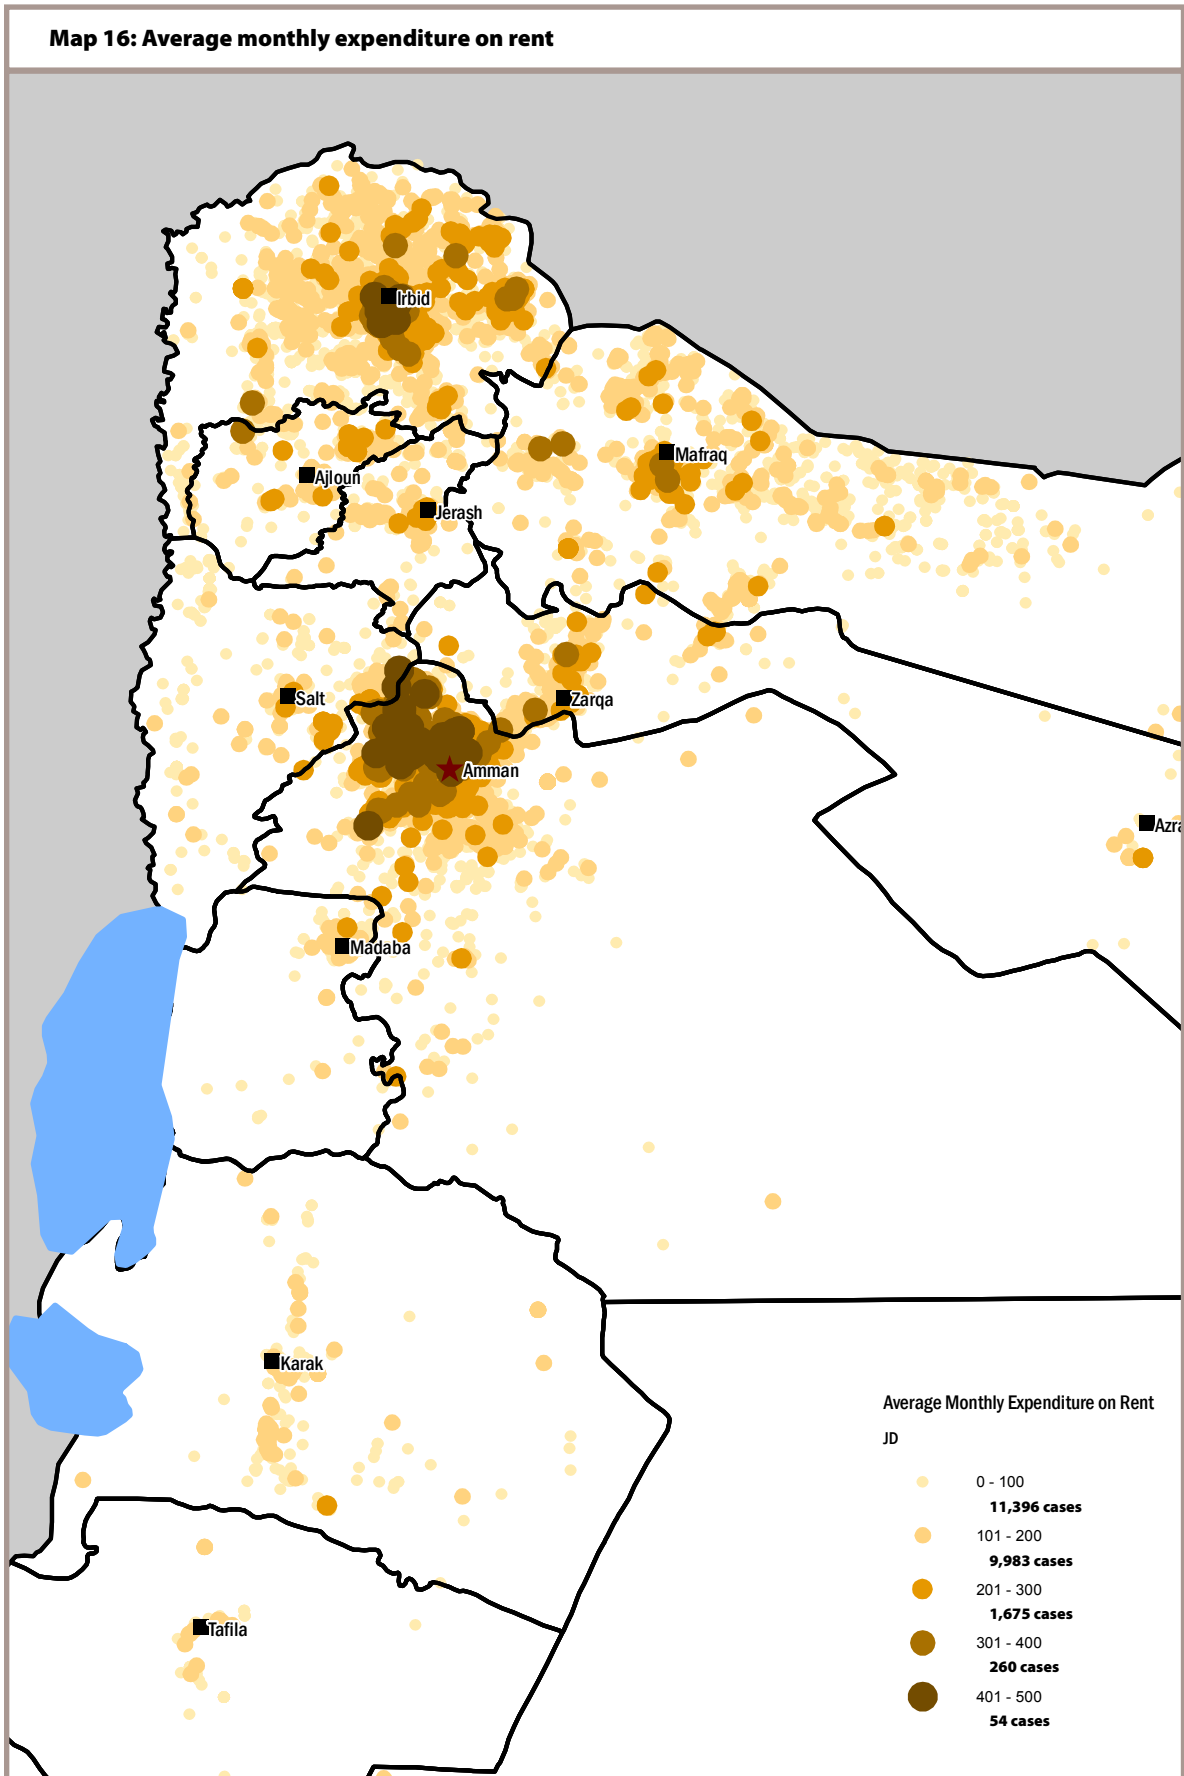 Map 16: Average monthly expenditure on rent
Irbid
Mafraq
Ajloun
Jerash
Salt
Zarqa
Amman
Azra
Madaba
Karak
Tafila
Average Monthly Expenditure on Rent
JD
0 - 100
11,396 cases
101 - 200
9,983 cases
201 - 300
1,675 cases
301 - 400
260 cases
401 - 500
54 cases